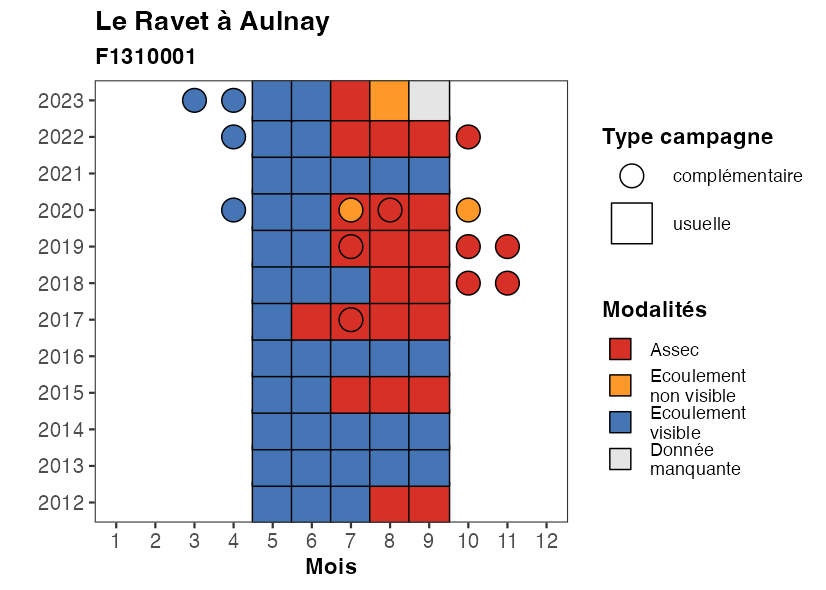 Le Ravet à Aulnay
F1310001
2023
2022
2021
2020
2019
2018
2017
2016
2015
2014
2013
2012
1 2 3 4 5 6 7 8 9 10 11 12
Mois
Type campagne
complémentaire
usuelle
Modalités
Assec
Ecoulement
non visible
Ecoulement
visible
Donnée
manquante